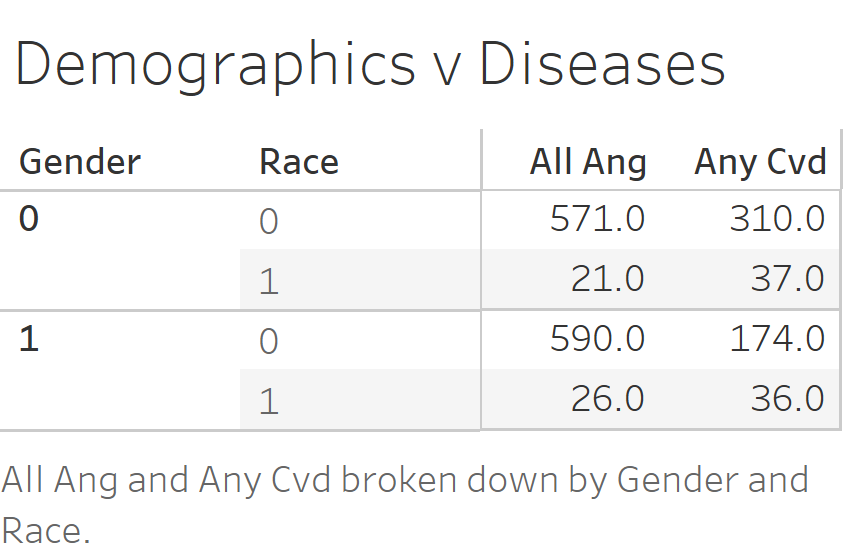 Demographics v Diseases
Gender Race All Ang Any Cvd
0 0 571.0 310.0
1 21.0 37.0
1 0 590.0 174.0
1 26.0 36.0
All Ang and Any Cvd broken down by Gender and
Race.